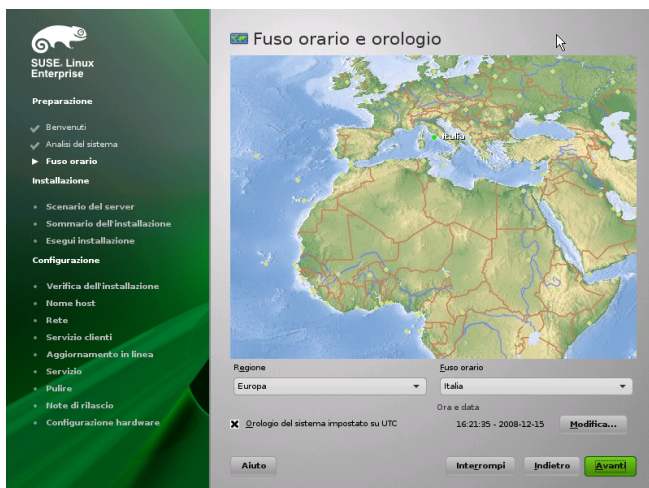 SUSE. Linux
Enterprise
Preparazione
Benvenuti
Analisi del sistema
Fuso orario
Installazione
Scenario del server
Sommario dell'installazione
Esegui installazione
Configurazione
Verifica dell'installazione
Nome host
Rete
Servizio clienti
Aggiornamento in linea
Servizio
Pulire
Note di rilascio
Configurazione hardware
Fuso orario e orologio
Italia
Regione
Fuso orario
Europa
Italia
Ora e data
Orologio del sistema impostato su UTC
16:21:35 - 2008-12-15
Modifica...
Aiuto
Interrompi
Indietro
Avanti